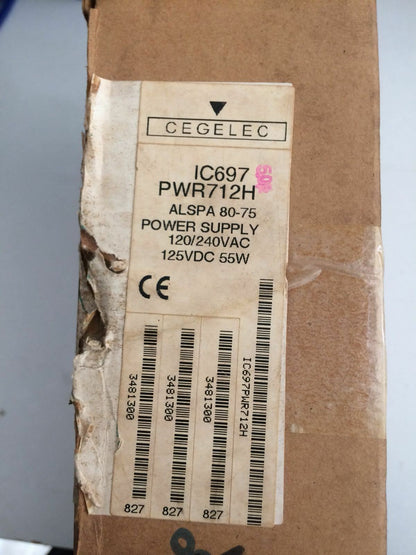 CEGELEC
IC697
PWR712H
ALSPA 80-75
POWER SUPPLY
120/240VAC
125VDC 55W
CE
3481300
827
3481300
827
3481300
827
IC697PWR712H